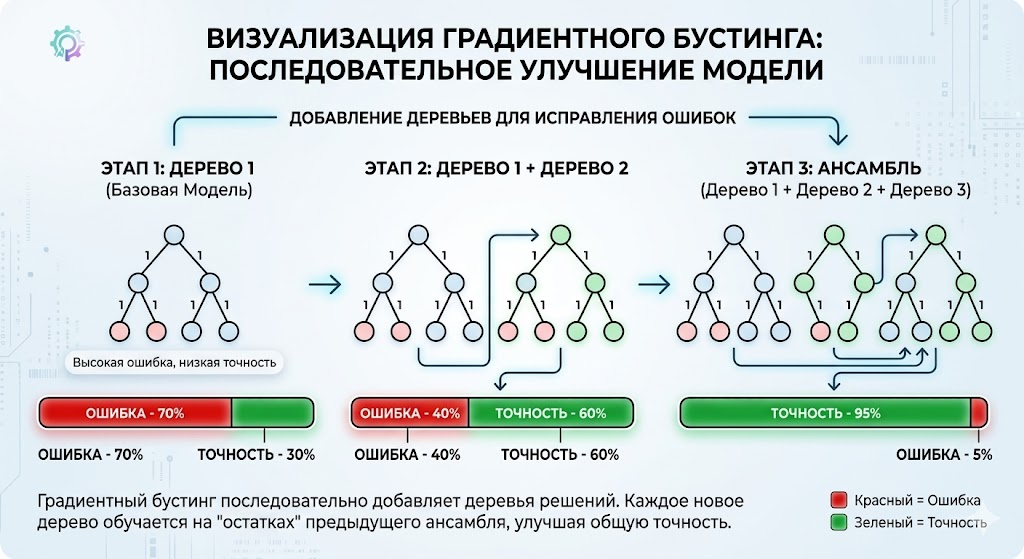 ВИЗУАЛИЗАЦИЯ ГРАДИЕНТНОГО БУСТИНГА:
ПОСЛЕДОВАТЕЛЬНОЕ УЛУЧШЕНИЕ МОДЕЛИ
ДОБАВЛЕНИЕ ДЕРЕВЬЕВ ДЛЯ ИСПРАВЛЕНИЯ ОШИБОК
ЭТАП 1: ДЕРЕВО 1
(Базовая Модель)
1 1
1 1 1 1
Высокая ошибка, низкая точность
ОШИБКА - 70%
ОШИБКА - 70% ТОЧНОСТЬ - 30%
ЭТАП 2: ДЕРЕВО 1 + ДЕРЕВО 2
1 1 1 1
1 1 1 1 1 1 1 1
ОШИБКА - 40% ТОЧНОСТЬ - 60%
ОШИБКА - 40% ТОЧНОСТЬ - 60%
ЭТАП 3: АНСАМБЛЬ
(Дерево 1 + Дерево 2 + Дерево 3)
1 1 1 1 1 1
1 1 1 1 1 1 1 1 1 1 1
ТОЧНОСТЬ - 95%
ОШИБКА - 5%
Градиентный бустинг последовательно добавляет деревья решений. Каждое новое
дерево обучается на "остатках" предыдущего ансамбля, улучшая общую точность.
Красный = Ошибка
Зеленый = Точность